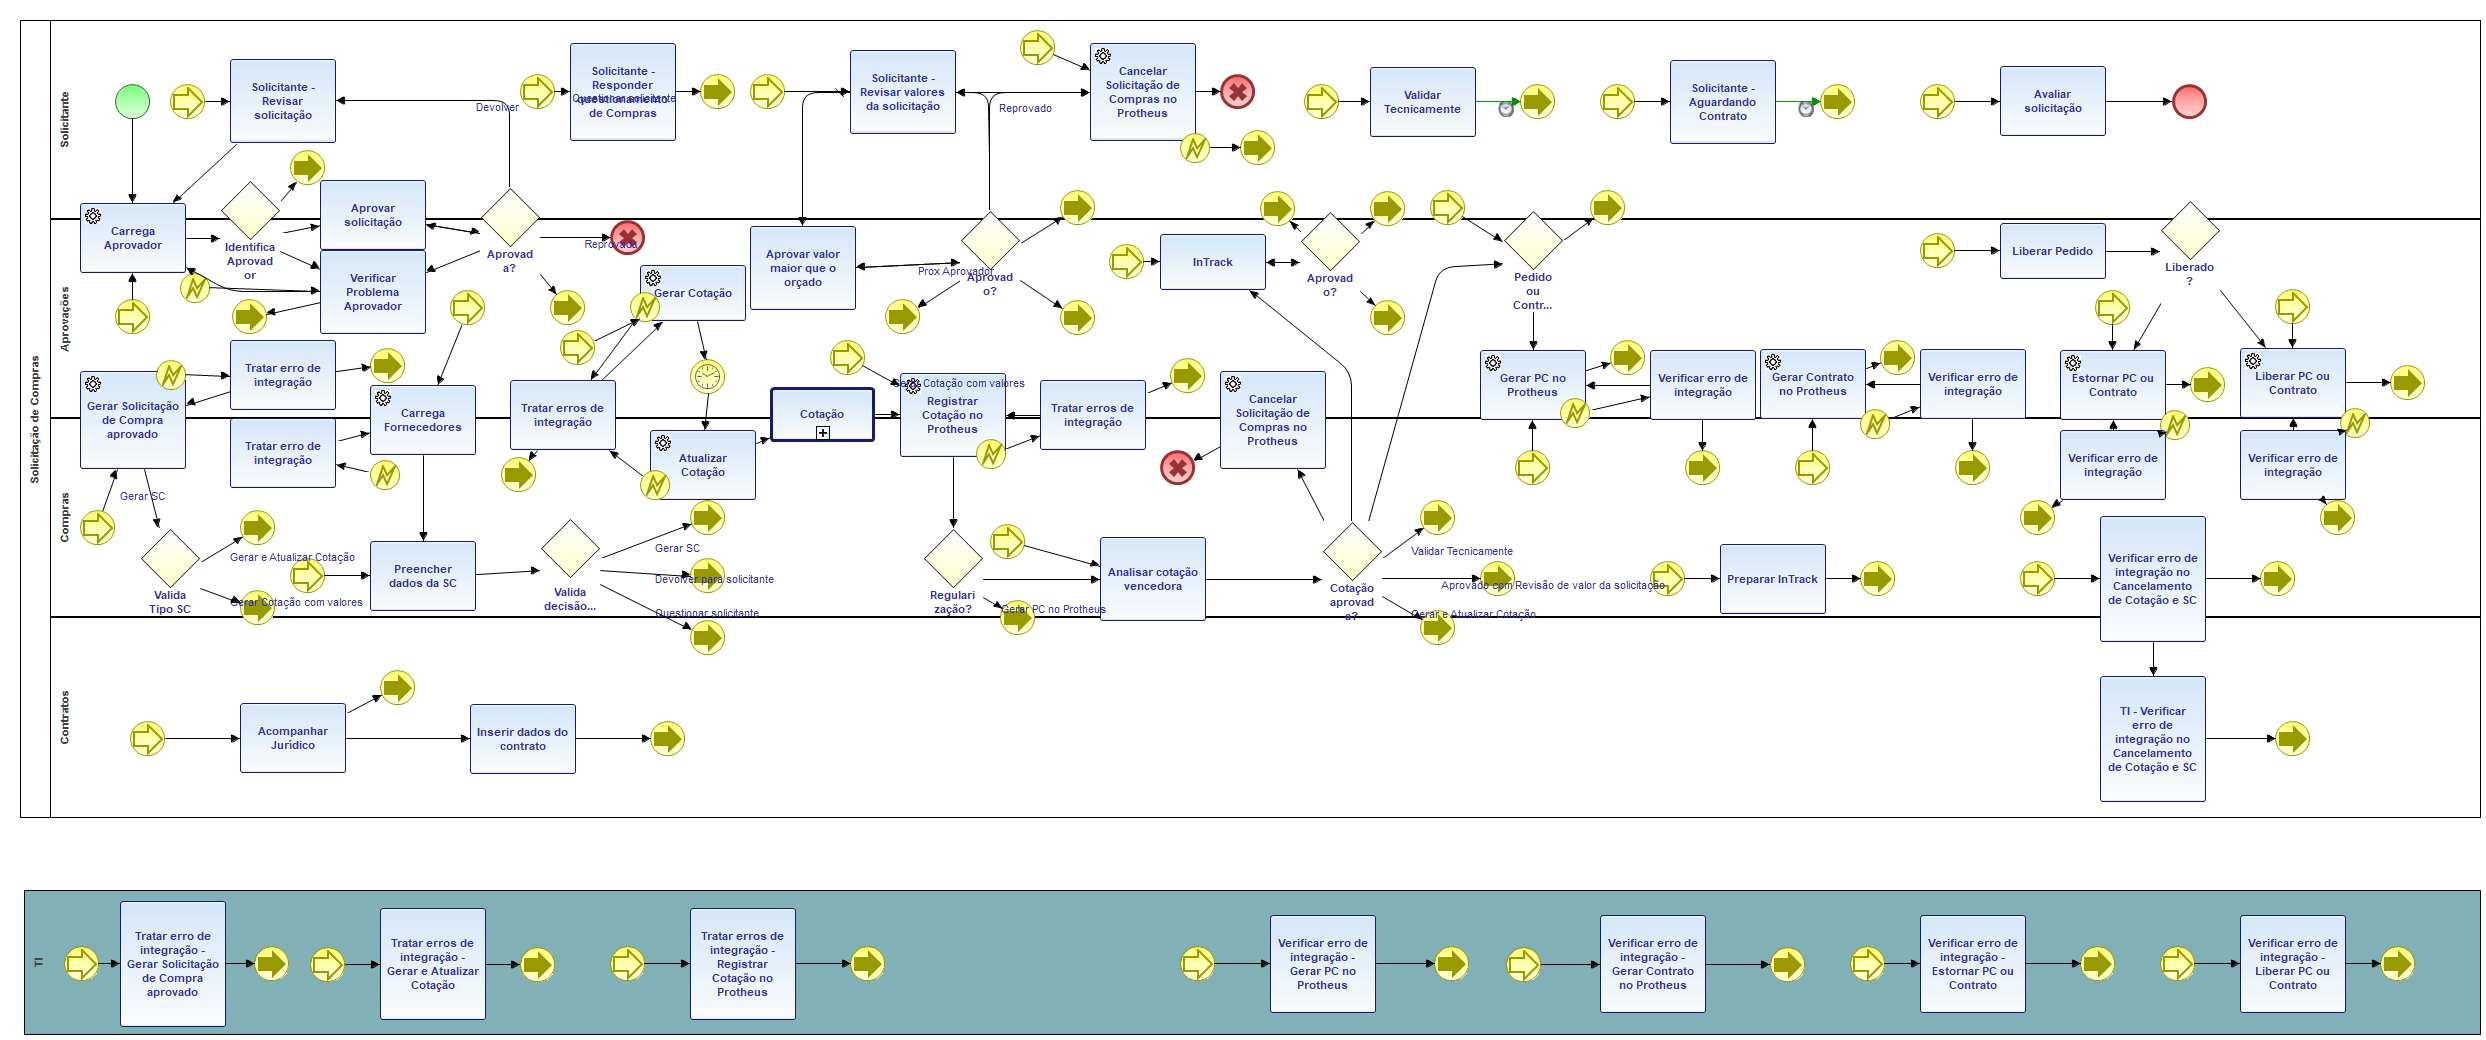 Solicitação de Compras
Solicitante
Solicitante -
Revisar
solicitação
Devolver
Solicitante -
Responder
questionamento
de Compras
Questionar solicitante
Solicitante -
Revisar valores
da solicitação
Reprovado
Cancelar
Solicitação de
Compras no
Protheus
Validar
Tecnicamente
Solicitante -
Aguardando
Contrato
Avaliar
solicitação
Aprovações
Carrega
Aprovador
Identifica
Aprovad
or
Aprovar
solicitação
Verificar
Problema
Aprovador
Aprovad
a?
Reprovada
Gerar Cotação
Aprovar valor
maior que o
orçado
Prox Aprovador
Aprovad
o?
InTrack
Aprovad
o?
Pedido
ou
Contr...
Liberar Pedido
Liberado
?
Gerar Solicitação
de Compra
aprovado
Tratar erro de
integração
Carrega
Fornecedores
Tratar erros de
integração
Cotação
Gerar Cotação com valores
Registrar
Cotação no
Protheus
Tratar erros de
integração
Cancelar
Solicitação de
Compras no
Protheus
Gerar PC no
Protheus
Verificar erro de
integração
Gerar Contrato
no Protheus
Verificar erro de
integração
Estornar PC ou
Contrato
Liberar PC ou
Contrato
Compras
Tratar erro de
integração
Atualizar
Cotação
Verificar erro de
integração
Verificar erro de
integração
Gerar SC
Valida
Tipo SC
Gerar e Atualizar Cotação
Gerar Cotação com valores
Preencher
dados da SC
Valida
decisão...
Gerar SC
Devolver para solicitante
Questionar solicitante
Regulari
zação?
Gerar PC no Protheus
Analisar cotação
vencedora
Cotação
aprovad
a?
Validar Tecnicamente
Aprovado com Revisão de valor da solicitação
Gerar e Atualizar Cotação
Preparar InTrack
Verificar erro de
integração no
Cancelamento
de Cotação e SC
Contratos
Acompanhar
Jurídico
Inserir dados do
contrato
TI - Verificar
erro de
integração no
Cancelamento
de Cotação e SC
TI
Tratar erro de
integração -
Gerar Solicitação
de Compra
aprovado
Tratar erros de
integração -
Gerar e Atualizar
Cotação
Tratar erros de
integração -
Registrar
Cotação no
Protheus
Verificar erro de
integração -
Gerar PC no
Protheus
Verificar erro de
integração -
Gerar Contrato
no Protheus
Verificar erro de
integração -
Estornar PC ou
Contrato
Verificar erro de
integração -
Liberar PC ou
Contrato